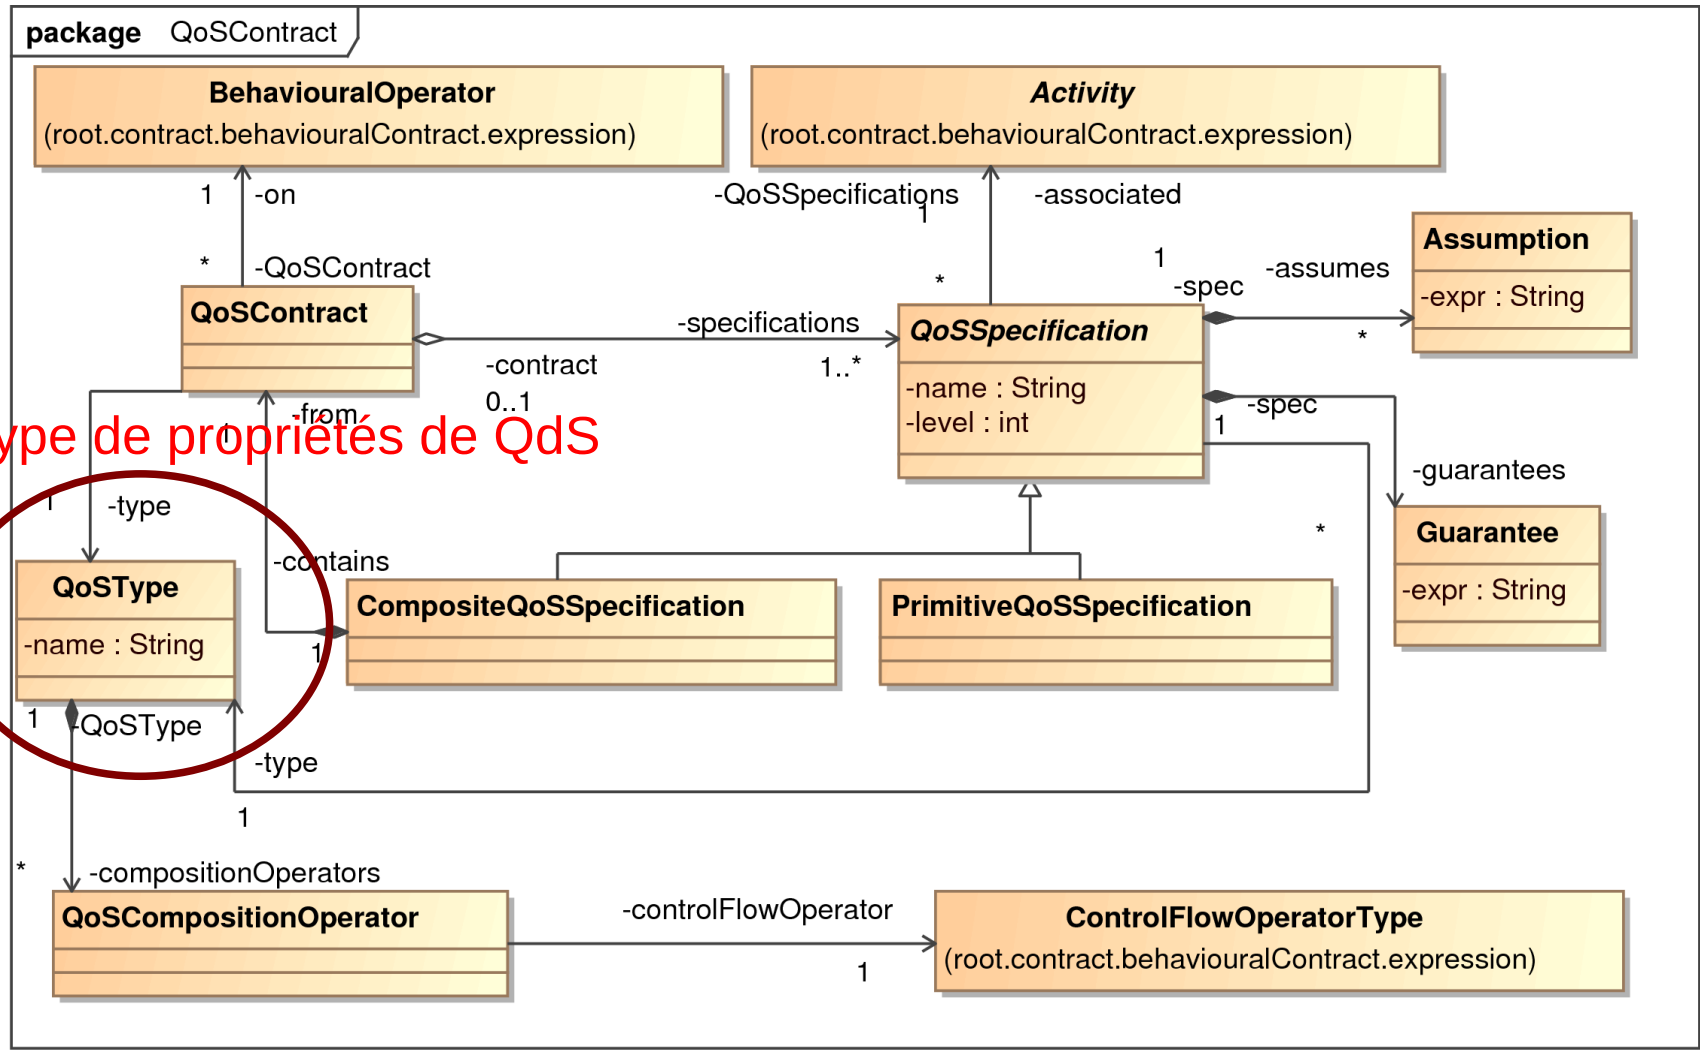 package QoSContract
BehaviouralOperator
(root.contract.behaviouralContract.expression)
Activity
(root.contract.behaviouralContract.expression)
1
-on
-QoSSpecifications
1
-associated
*
-QoSContract
*
1
-spec
-assumes
*
Assumption
-expr : String
QoSContract
-specifications
1..*
-contract
0..1
QoSSpecification
-name : String
-level : int
-spec
1
-guarantees
*
Guarantee
-expr : String
-from
1
ype de propriétés de QdS
1
-type
-contains
1
QoSType
-name : String
CompositeQoSSpecification
PrimitiveQoSSpecification
1
-QoSType
-type
1
*
-compositionOperators
QoSCompositionOperator
-controlFlowOperator
1
ControlFlowOperatorType
(root.contract.behaviouralContract.expression)